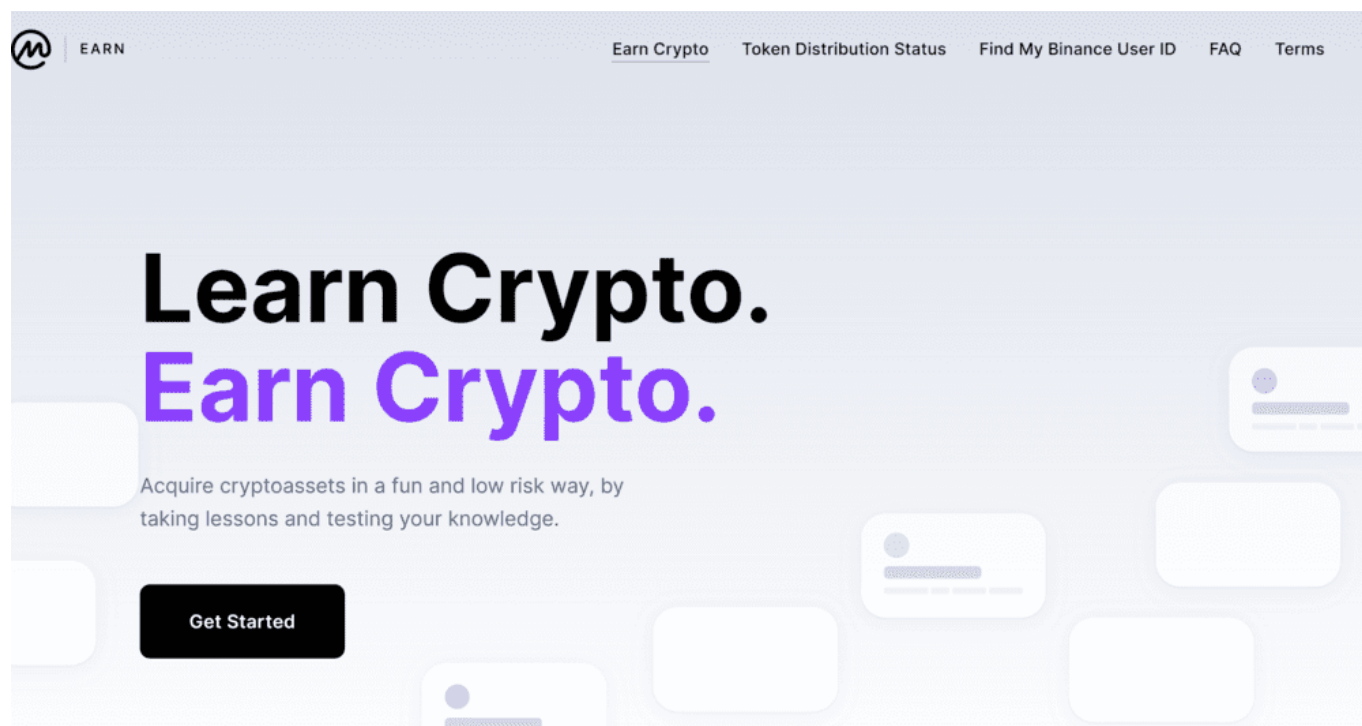 EARN
Earn Crypto
Token Distribution Status
Find My Binance User ID
FAQ
Terms
Learn Crypto.
Earn Crypto.
Acquire cryptoassets in a fun and low risk way, by
taking lessons and testing your knowledge.
Get Started